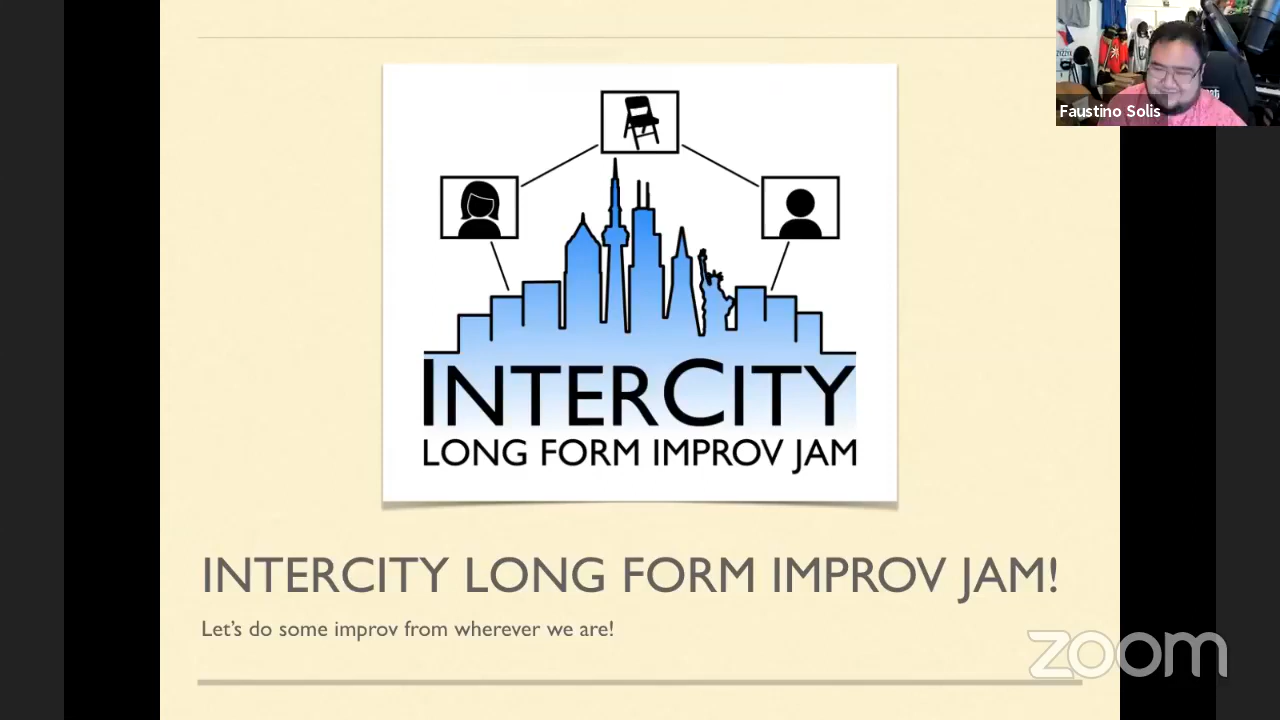 Faustino Solis
INTERCITY
LONG FORM IMPROV JAM
INTERCITY LONG FORM IMPROV JAM!
Let's do some improv from wherever we are!
zoom